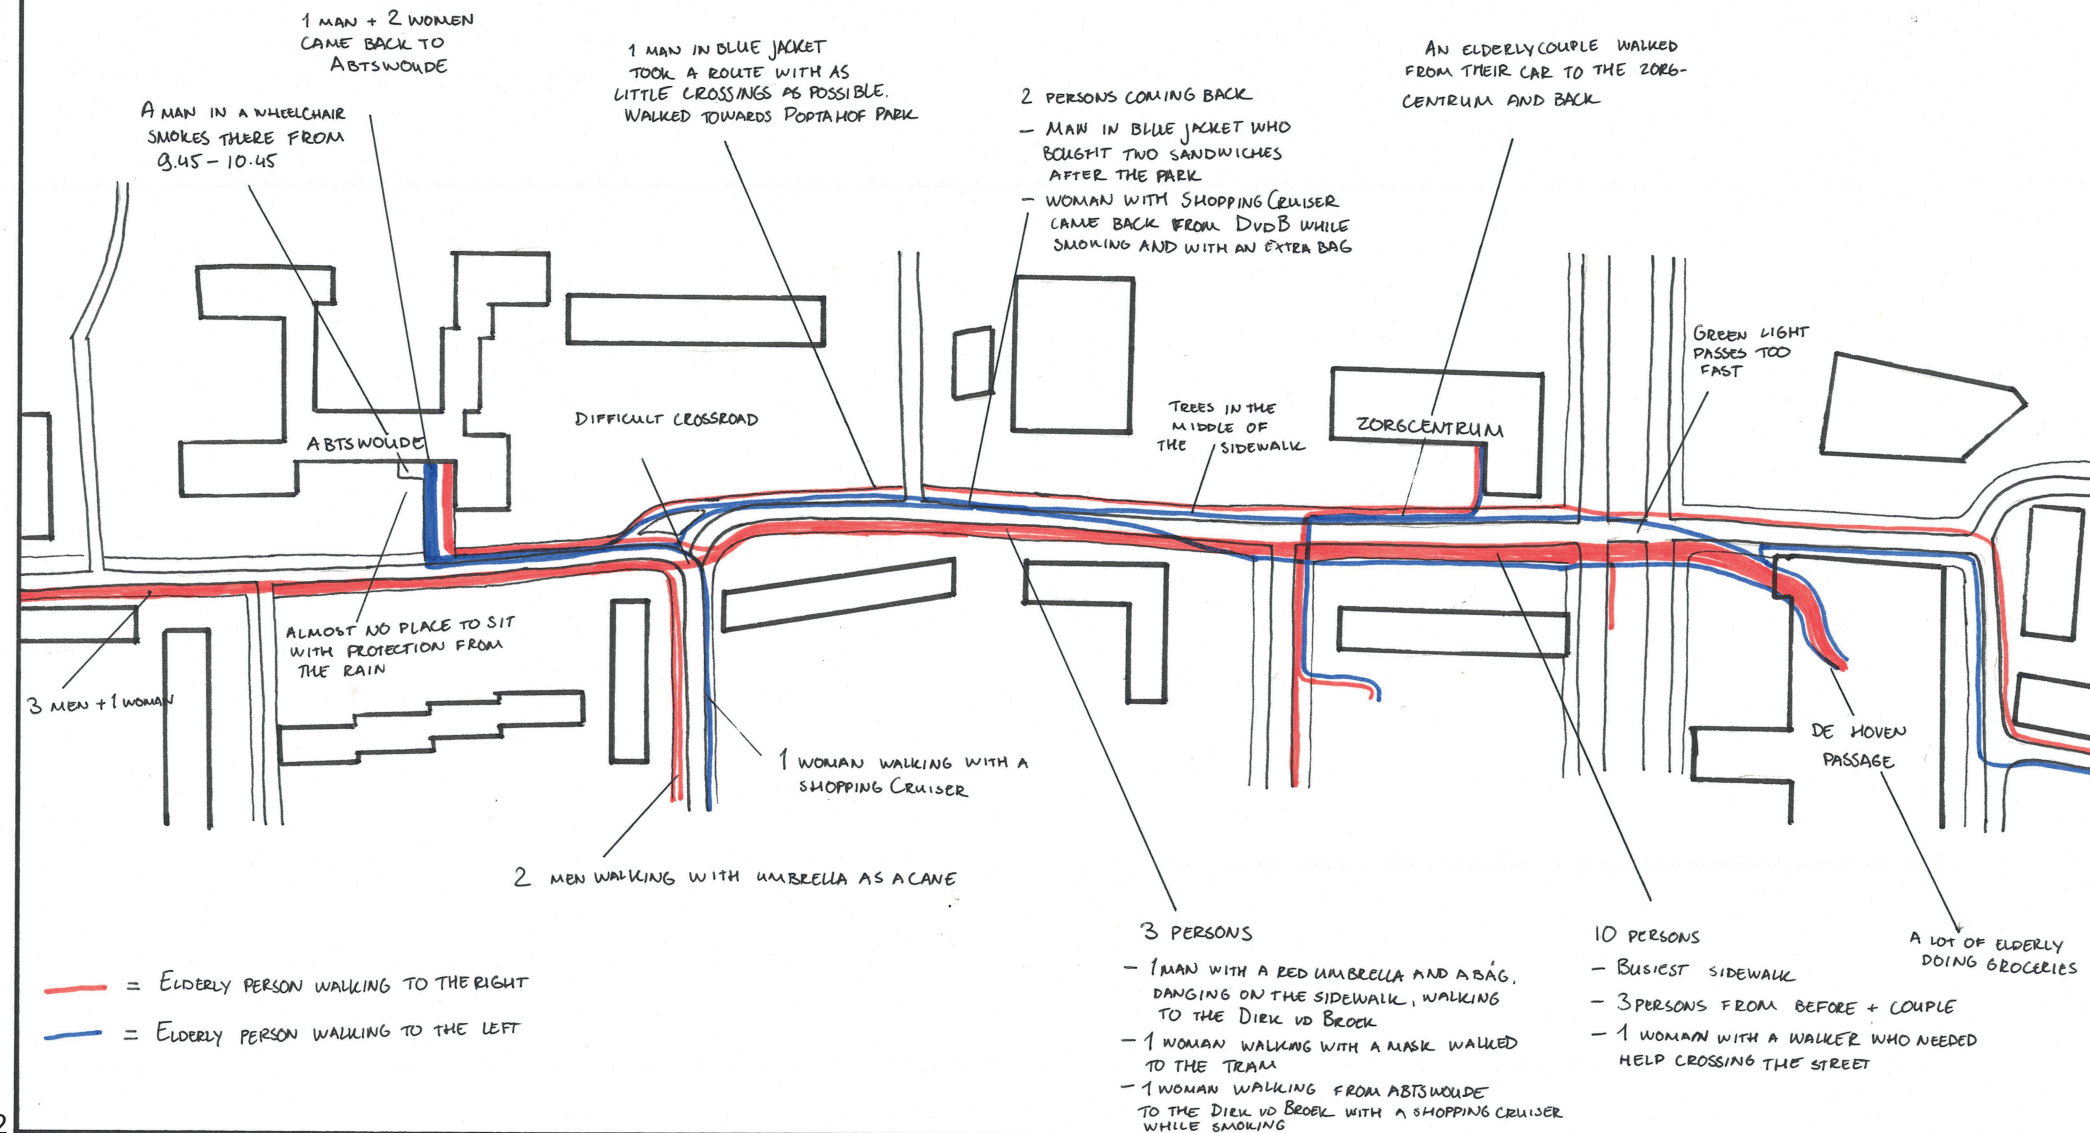 1 MAN + 2 WOMEN
CAME BACK TO
ABTSWOUDE
A MAN IN A WHEELCHAIR
SMOKES THERE FROM
9.45 – 10.45
1 MAN IN BLUE JACKET
TOOK A ROUTE WITH AS
LITTLE CROSSINGS AS POSSIBLE.
WALKED TOWARDS POPTAHOF PARK
2 PERSONS COMING BACK
– MAN IN BLUE JACKET WHO
BOUGHT TWO SANDWICHES
AFTER THE PARK
– WOMAN WITH SHOPPING CRUISER
CAME BACK FROM DVDB WHILE
SMOKING AND WITH AN EXTRA BAG
AN ELDERLY COUPLE WALKED
FROM THEIR CAR TO THE ZORG-
CENTRUM AND BACK
GREEN LIGHT
PASSES TOO
FAST
TREES IN THE
MIDDLE OF
THE SIDEWALK
DIFFICULT CROSSROAD
ABTSWOUDE
ZORGCENTRUM
ALMOST NO PLACE TO SIT
WITH PROTECTION FROM
THE RAIN
3 MEN + 1 WOMAN
1 WOMAN WALKING WITH A
SHOPPING CRUISER
DE HOVEN
PASSAGE
2 MEN WALKING WITH UMBRELLA AS A CANE
3 PERSONS
– 1 MAN WITH A RED UMBRELLA AND A BAG,
DANGING ON THE SIDEWALK, WALKING
TO THE DIRK VD BROEK
– 1 WOMAN WALKING WITH A MASK WALKED
TO THE TRAM
– 1 WOMAN WALKING FROM ABTSWOUDE
TO THE DIRK VD BROEK WITH A SHOPPING CRUISER
WHILE SMOKING
10 PERSONS
– BUSIEST SIDEWALK
– 3 PERSONS FROM BEFORE + COUPLE
– 1 WOMAN WITH A WALKER WHO NEEDED
HELP CROSSING THE STREET
A LOT OF ELDERLY
DOING GROCERIES
= ELDERLY PERSON WALKING TO THE RIGHT
= ELDERLY PERSON WALKING TO THE LEFT
2